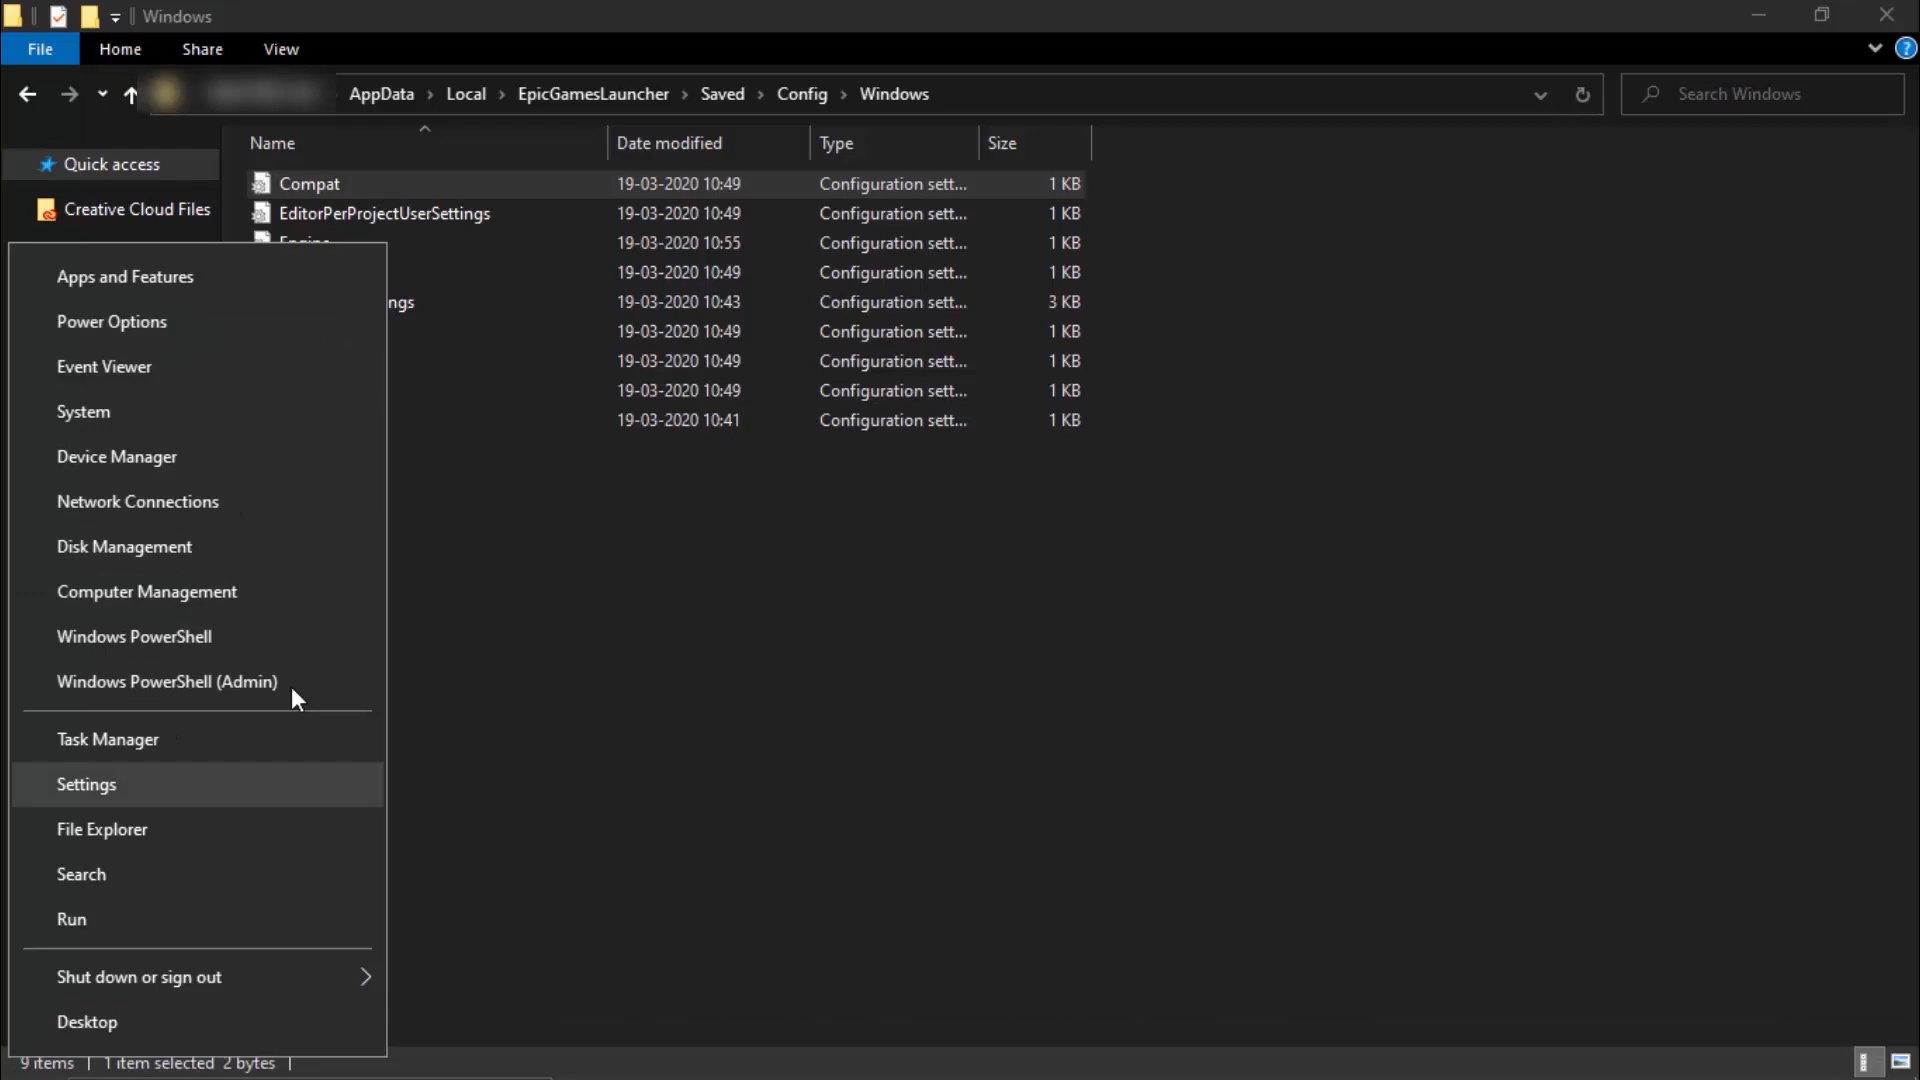 Windows
File Home Share View
AppData > Local > EpicGamesLauncher > Saved > Config > Windows
Search Windows
Name Date modified Type Size
Quick access
Creative Cloud Files
Compat 19-03-2020 10:49 Configuration sett... 1 KB
EditorPerProjectUserSettings 19-03-2020 10:49 Configuration sett... 1 KB
Engine 19-03-2020 10:55 Configuration sett... 1 KB
19-03-2020 10:49 Configuration sett... 1 KB
ngs 19-03-2020 10:43 Configuration sett... 3 KB
19-03-2020 10:49 Configuration sett... 1 KB
19-03-2020 10:49 Configuration sett... 1 KB
19-03-2020 10:49 Configuration sett... 1 KB
19-03-2020 10:41 Configuration sett... 1 KB
Apps and Features
Power Options
Event Viewer
System
Device Manager
Network Connections
Disk Management
Computer Management
Windows PowerShell
Windows PowerShell (Admin)
Task Manager
Settings
File Explorer
Search
Run
Shut down or sign out
Desktop
9 items 1 item selected 2 bytes